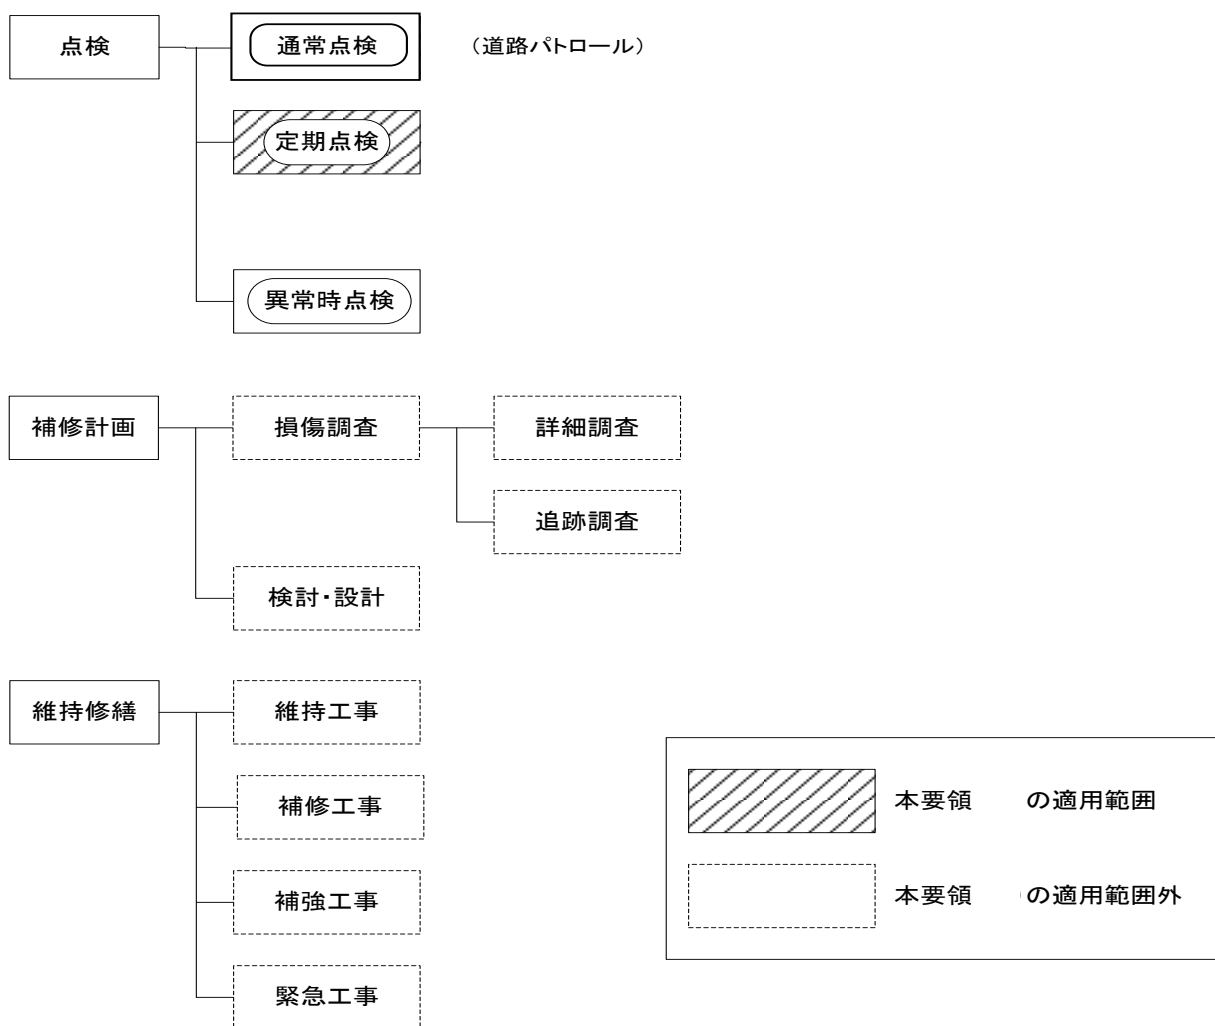 点検
通常点検
（道路パトロール）
定期点検
異常時点検
補修計画
損傷調査
詳細調査
追跡調査
検討・設計
維持修繕
維持工事
補修工事
補強工事
緊急工事
本要領 の適用範囲
本要領 の適用範囲外